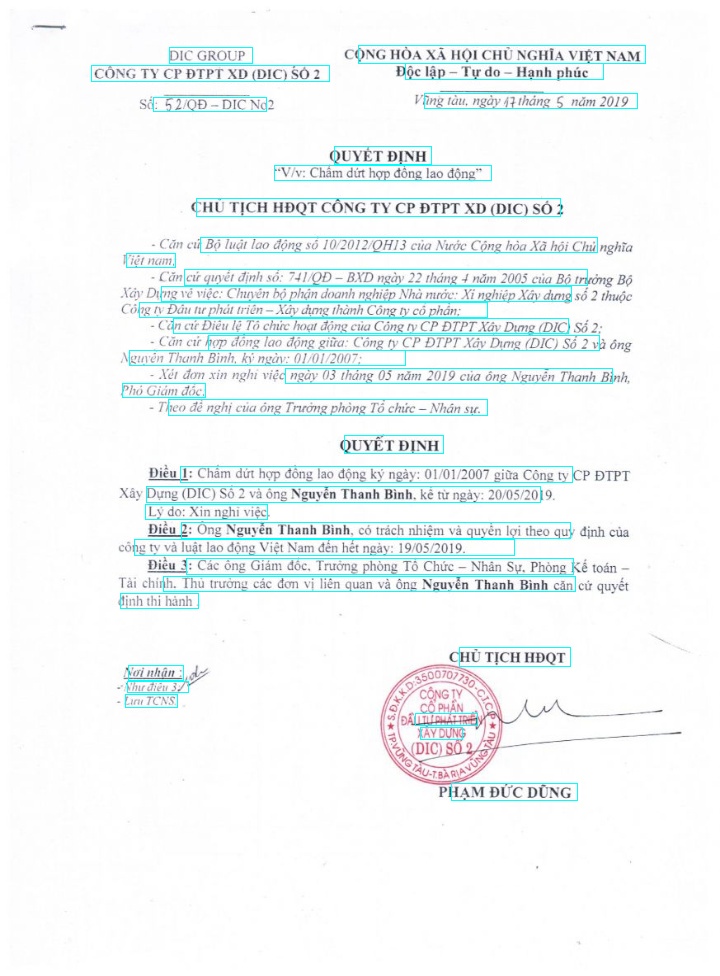 DIC GROUP
CÔNG TY CP ĐTPT XD (DIC) SỐ 2
Số: 52/QĐ – DIC No2
CỘNG HÒA XÃ HỘI CHỦ NGHĨA VIỆT NAM
Độc lập – Tự do – Hạnh phúc
Vũng tàu, ngày 17 tháng 5 năm 2019
QUYẾT ĐỊNH
“V/v: Chấm dứt hợp đồng lao động”
CHỦ TỊCH HĐQT CÔNG TY CP ĐTPT XD (DIC) SỐ 2
- Căn cứ Bộ luật lao động số 10/2012/QH13 của Nước Cộng hòa Xã hội Chủ nghĩa
Việt nam.
- Căn cứ quyết định số: 741/QĐ – BXD ngày 22 tháng 4 năm 2005 của Bộ trưởng Bộ
Xây Dựng về việc: Chuyển bộ phận doanh nghiệp Nhà nước: Xí nghiệp Xây dựng số 2 thuộc
Công ty Đầu tư phát triển – Xây dựng thành Công ty cổ phần;
- Căn cứ Điều lệ Tổ chức hoạt động của Công ty CP ĐTPT Xây Dựng (DIC) Số 2;
- Căn cứ hợp đồng lao động giữa: Công ty CP ĐTPT Xây Dựng (DIC) Số 2 và ông
Nguyễn Thanh Bình, ký ngày: 01/01/2007;
- Xét đơn xin nghỉ việc ngày 03 tháng 05 năm 2019 của ông Nguyễn Thanh Bình,
Phó Giám đốc.
- Theo đề nghị của ông Trưởng phòng Tổ chức – Nhân sự.
QUYẾT ĐỊNH
Điều 1: Chấm dứt hợp đồng lao động ký ngày: 01/01/2007 giữa Công ty CP ĐTPT
Xây Dựng (DIC) Số 2 và ông Nguyễn Thanh Bình, kể từ ngày: 20/05/2019.
Lý do: Xin nghỉ việc.
Điều 2: Ông Nguyễn Thanh Bình, có trách nhiệm và quyền lợi theo quy định của
công ty và luật lao động Việt Nam đến hết ngày: 19/05/2019.
Điều 3: Các ông Giám đốc, Trưởng phòng Tổ Chức – Nhân Sự, Phòng Kế toán –
Tài chính, Thủ trưởng các đơn vị liên quan và ông Nguyễn Thanh Bình căn cứ quyết
định thi hành
Nơi nhận :
- Như điều 3
- Lưu TCNS.
CHỦ TỊCH HĐQT
S.Đ.K.K.D:3500707730-C.T.C.P
CÔNG TY
CỔ PHẦN
ĐẦU TƯ PHÁT TRIỂN
XÂY DỰNG
(DIC) SỐ 2
TP.VŨNG TÀU-T.BÀ RỊA VŨNG TÀU
PHẠM ĐỨC DŨNG